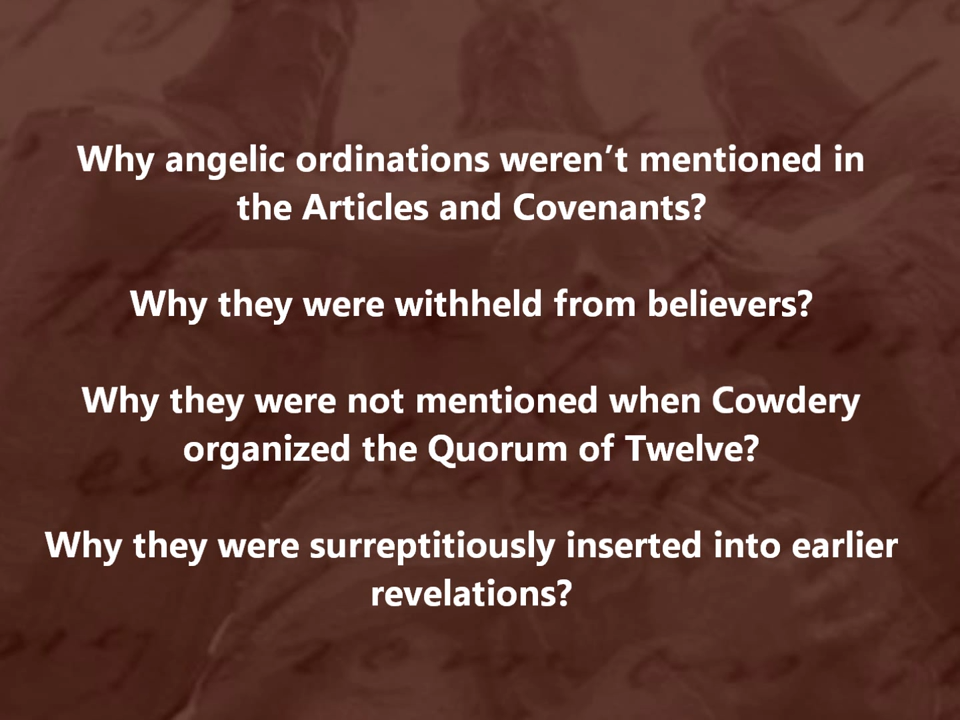 Why angelic ordinations weren’t mentioned in
the Articles and Covenants?
Why they were withheld from believers?
Why they were not mentioned when Cowdery
organized the Quorum of Twelve?
Why they were surreptitiously inserted into earlier
revelations?